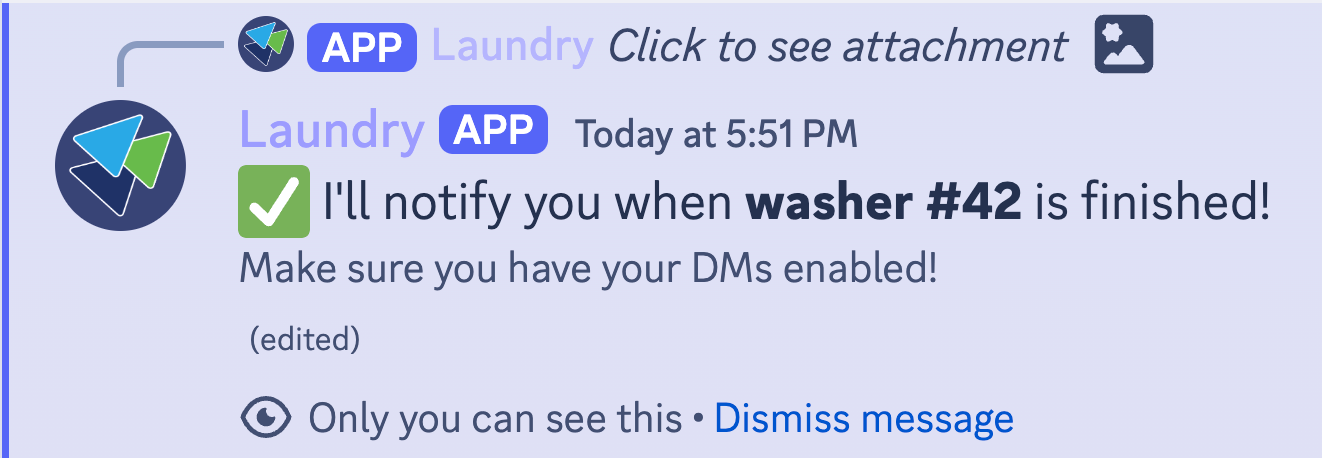 APP Laundry Click to see attachment
Laundry APP Today at 5:51 PM
✅ I'll notify you when washer #42 is finished!
Make sure you have your DMs enabled!
(edited)
Only you can see this • Dismiss message